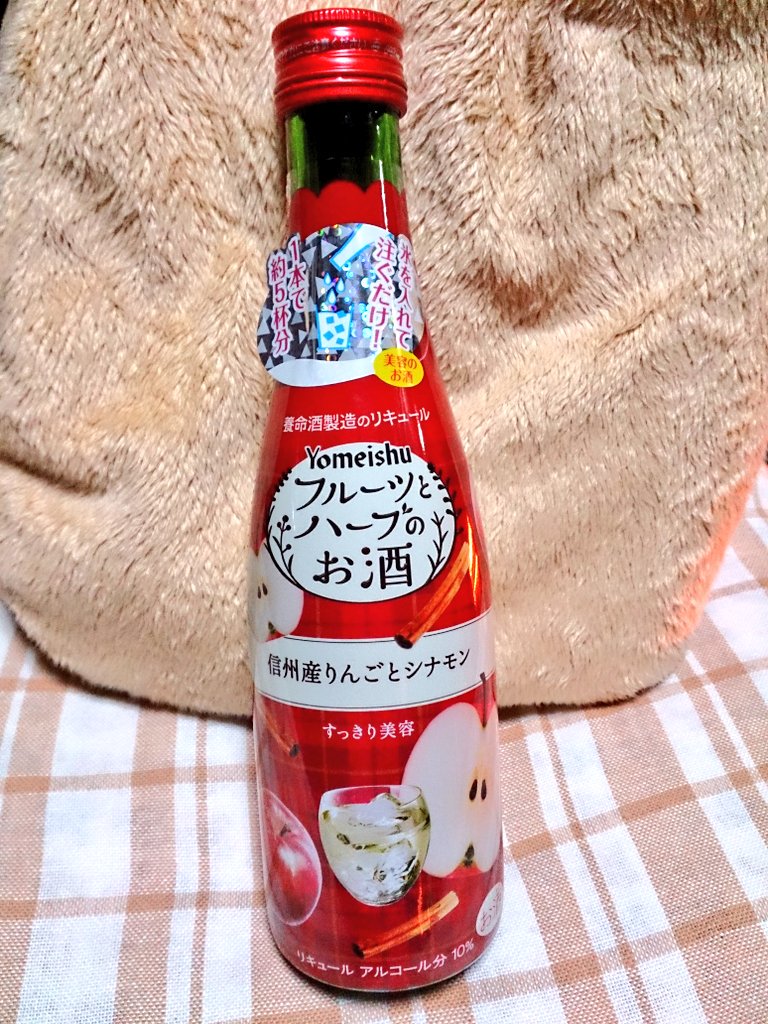 氷を入れて
注ぐだけ!
1本で
約5杯分
美容の
お酒
養命酒製造のリキュール
Yomeishu
フルーツと
ハーブの
お酒
信州産りんごとシナモン
すっきり美容
お酒
リキュール アルコール分 10%